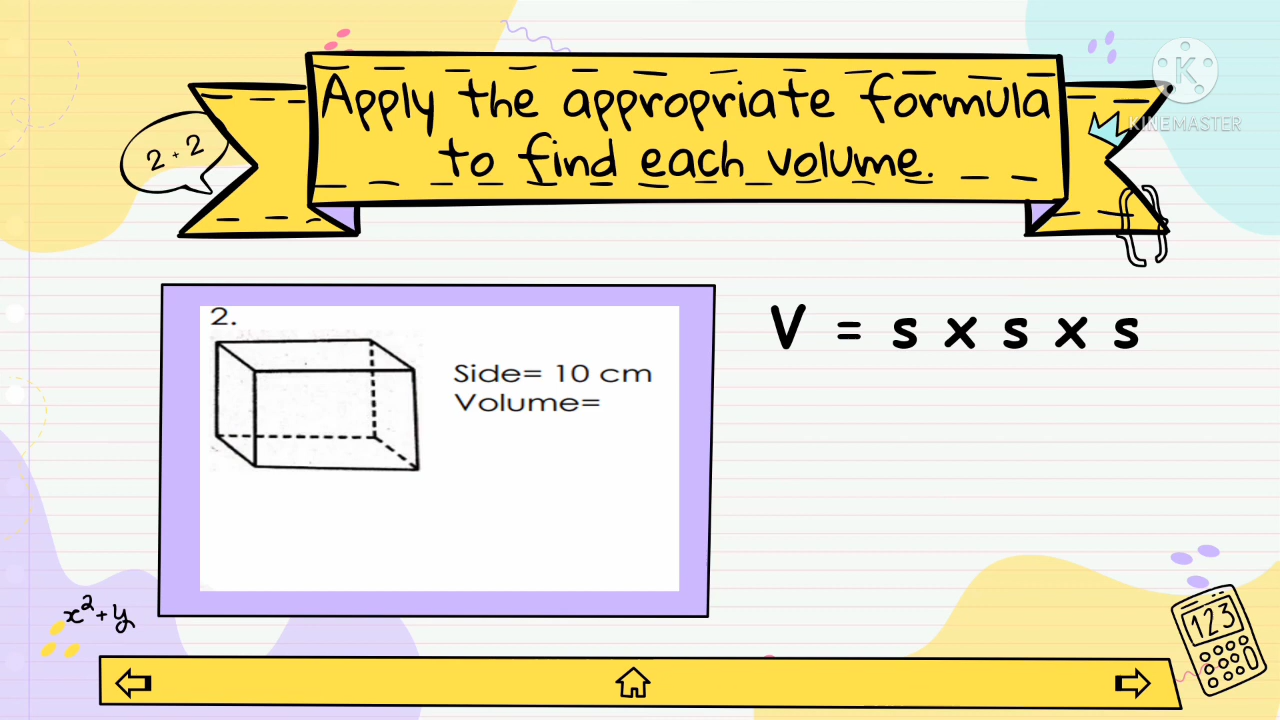 Apply the appropriate formula
to find each volume.
K
KINEMASTER
2 + 2
2.
Side= 10 cm
Volume=
V = s x s x s
x² + y
123